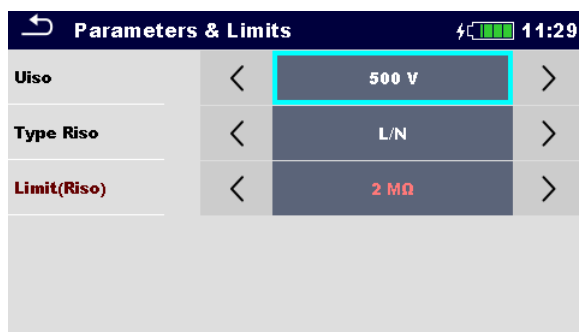 Parameters & Limits 11:29
Uiso 500 V
Type Riso L/N
Limit(Riso) 2 MΩ